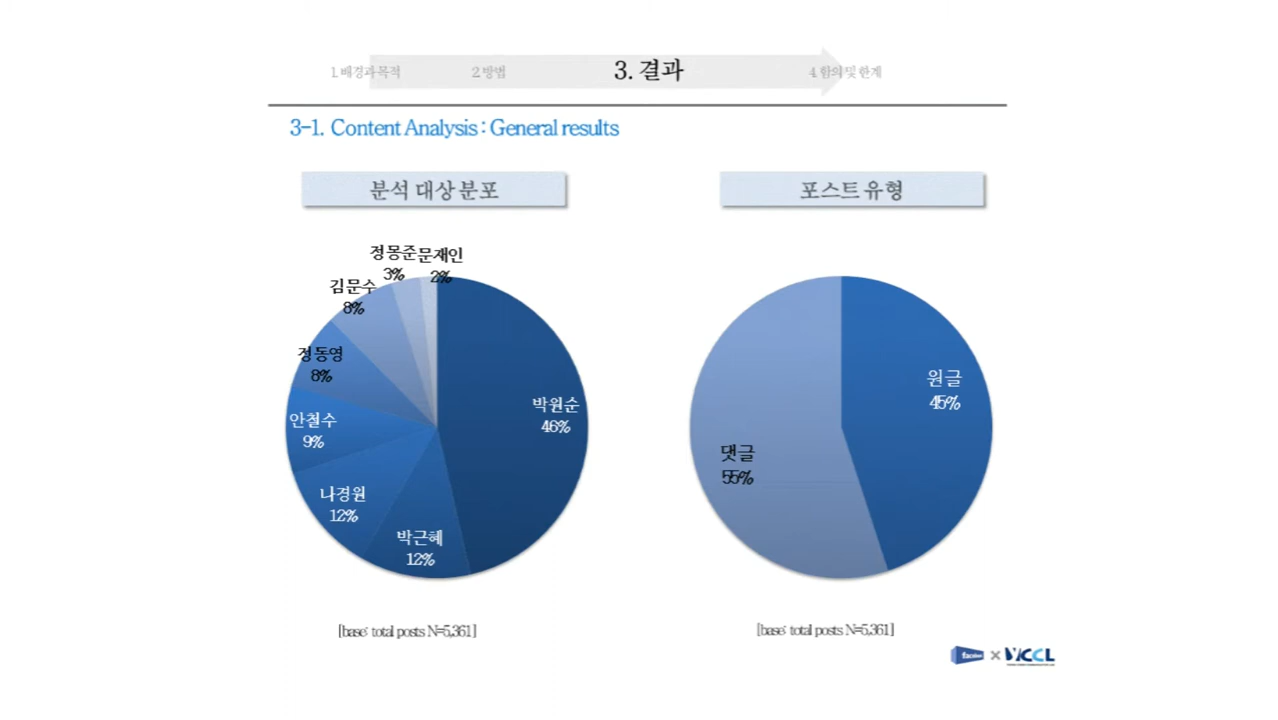 1. 배경과 목적
2. 방법
3. 결과
4. 함의 및 한계
3-1. Content Analysis : General results
분석 대상 분포
포스트 유형
정몽준
3%
문재인
2%
김문수
8%
정동영
8%
안철수
9%
나경원
12%
박근혜
12%
박원순
46%
원글
45%
댓글
55%
[base: total posts N=5,361]
[base: total posts N=5,361]
×